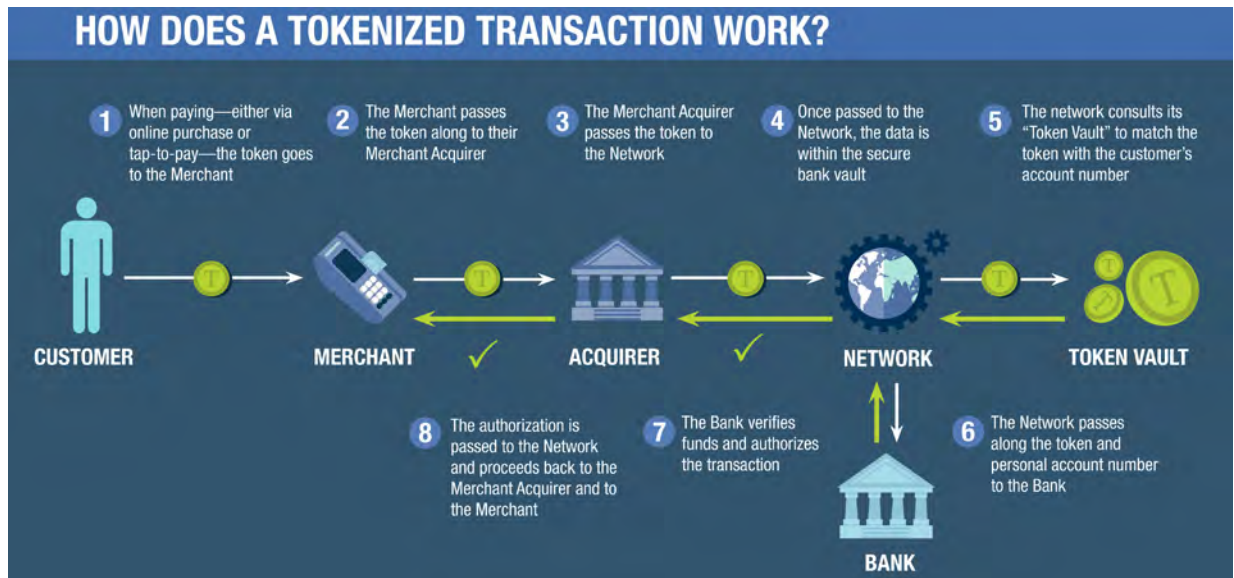 HOW DOES A TOKENIZED TRANSACTION WORK?
1
When paying—either via
online purchase or
tap-to-pay—the token goes
to the Merchant
2
The Merchant passes
the token along to their
Merchant Acquirer
3
The Merchant Acquirer
passes the token to
the Network
4
Once passed to the
Network, the data is
within the secure
bank vault
5
The network consults its
“Token Vault” to match the
token with the customer’s
account number
T
T
T
T
T
T
T
CUSTOMER
MERCHANT
ACQUIRER
NETWORK
TOKEN VAULT
8
The authorization is
passed to the Network
and proceeds back to the
Merchant Acquirer and to
the Merchant
7
The Bank verifies
funds and authorizes
the transaction
6
The Network passes
along the token and
personal account number
to the Bank
BANK